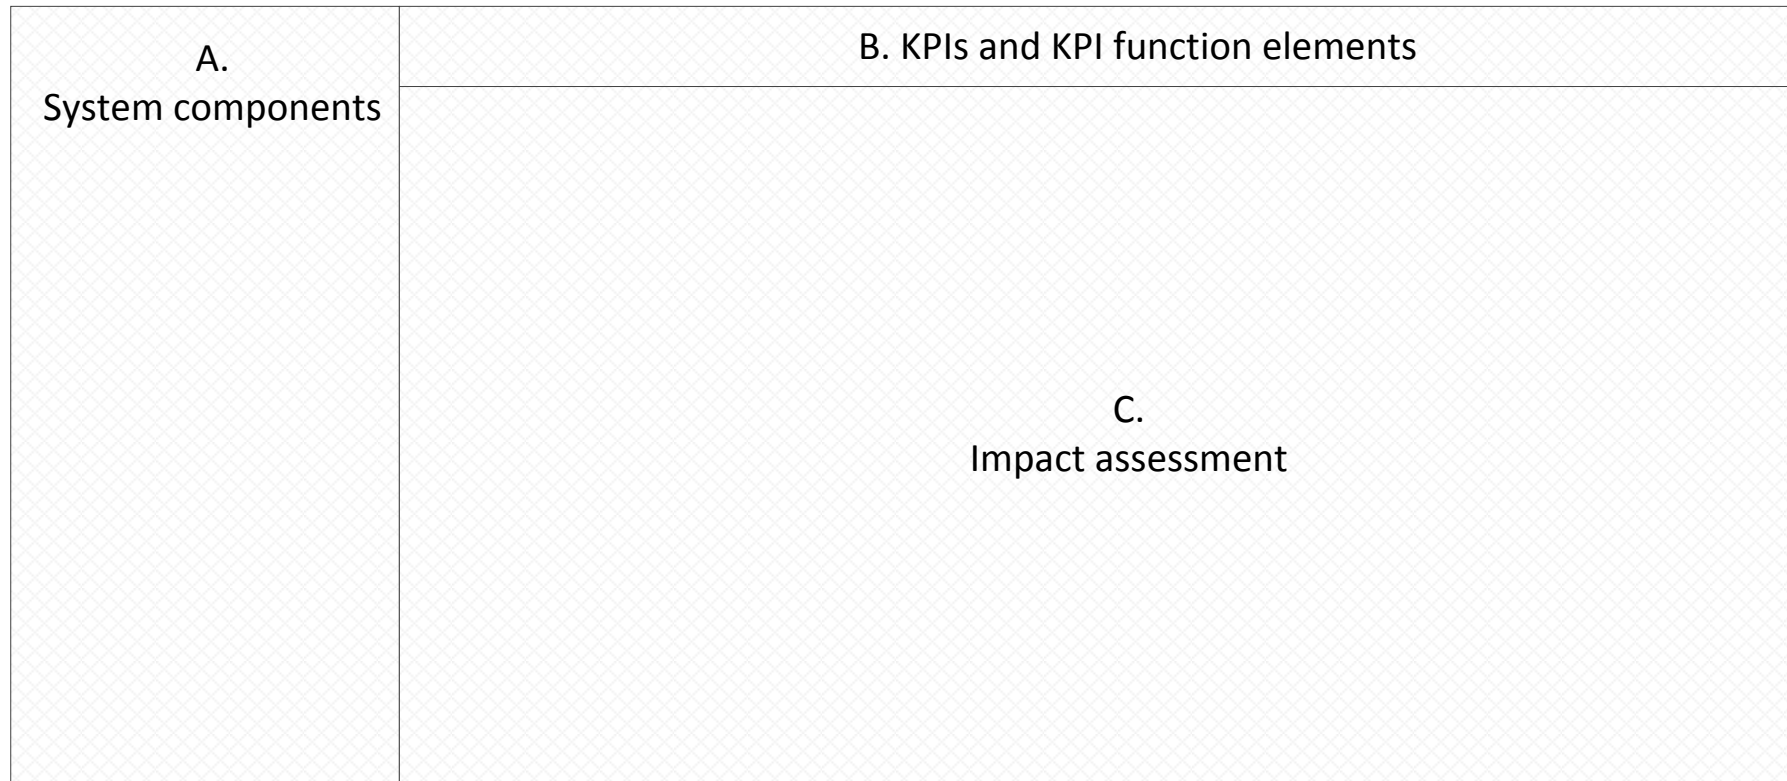 A.
System components
B. KPIs and KPI function elements
C.
Impact assessment